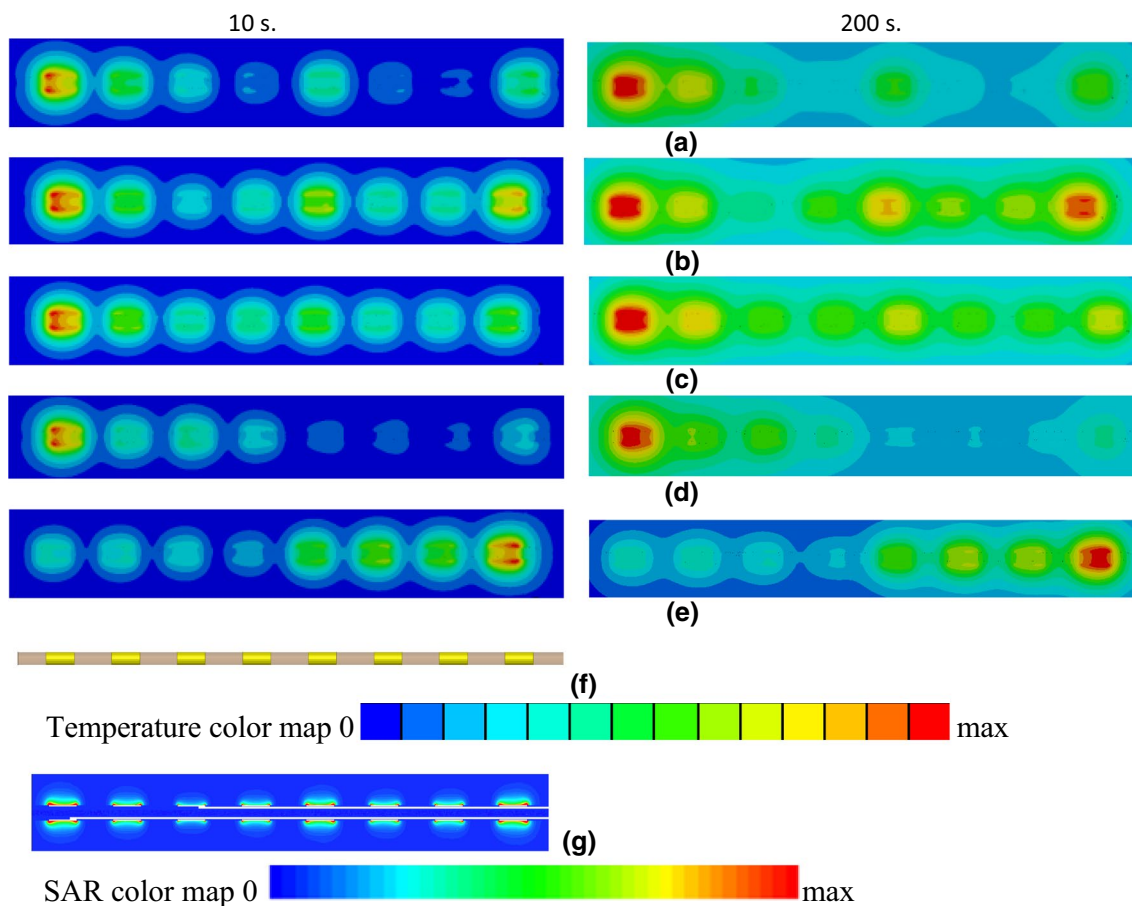 10 s.
200 s.
(a)
(b)
(c)
(d)
(e)
(f)
Temperature color map 0
max
(g)
SAR color map 0
max